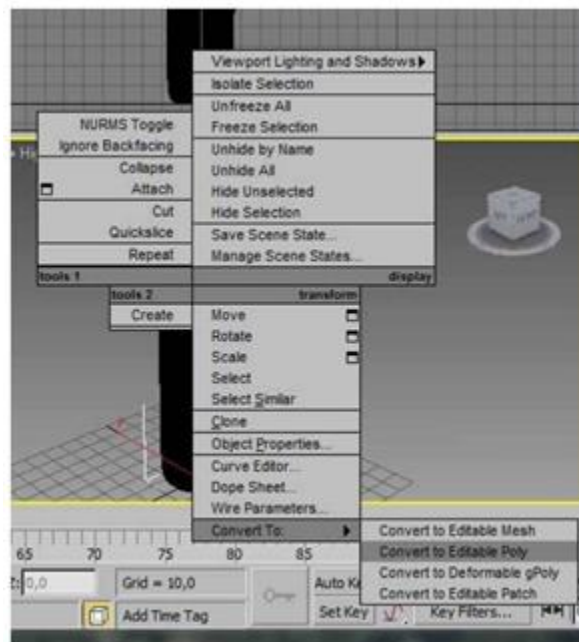 Viewport Lighting and Shadows
Isolate Selection
Unfreeze All
Freeze Selection
Unhide by Name
Unhide All
Hide Unselected
Hide Selection
Save Scene State...
Manage Scene States...
display
NURMS Toggle
Ignore Backfacing
Collapse
Attach
Cut
Quickslice
Repeat
tools 1
tools 2
Create
transform
Move
Rotate
Scale
Select
Select Similar
Clone
Object Properties...
Curve Editor...
Dope Sheet...
Wire Parameters...
Convert To:
Convert to Editable Mesh
Convert to Editable Poly
Convert to Deformable gPoly
Convert to Editable Patch
65 70 75 80 85
Z: 0,0 Grid = 10,0 Auto
Add Time Tag Set Key Key Filters...